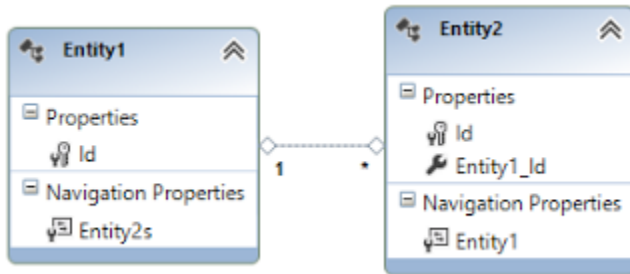 Entity1
Properties
Id
Navigation Properties
Entity2s
1
*
Entity2
Properties
Id
Entity1_Id
Navigation Properties
Entity1